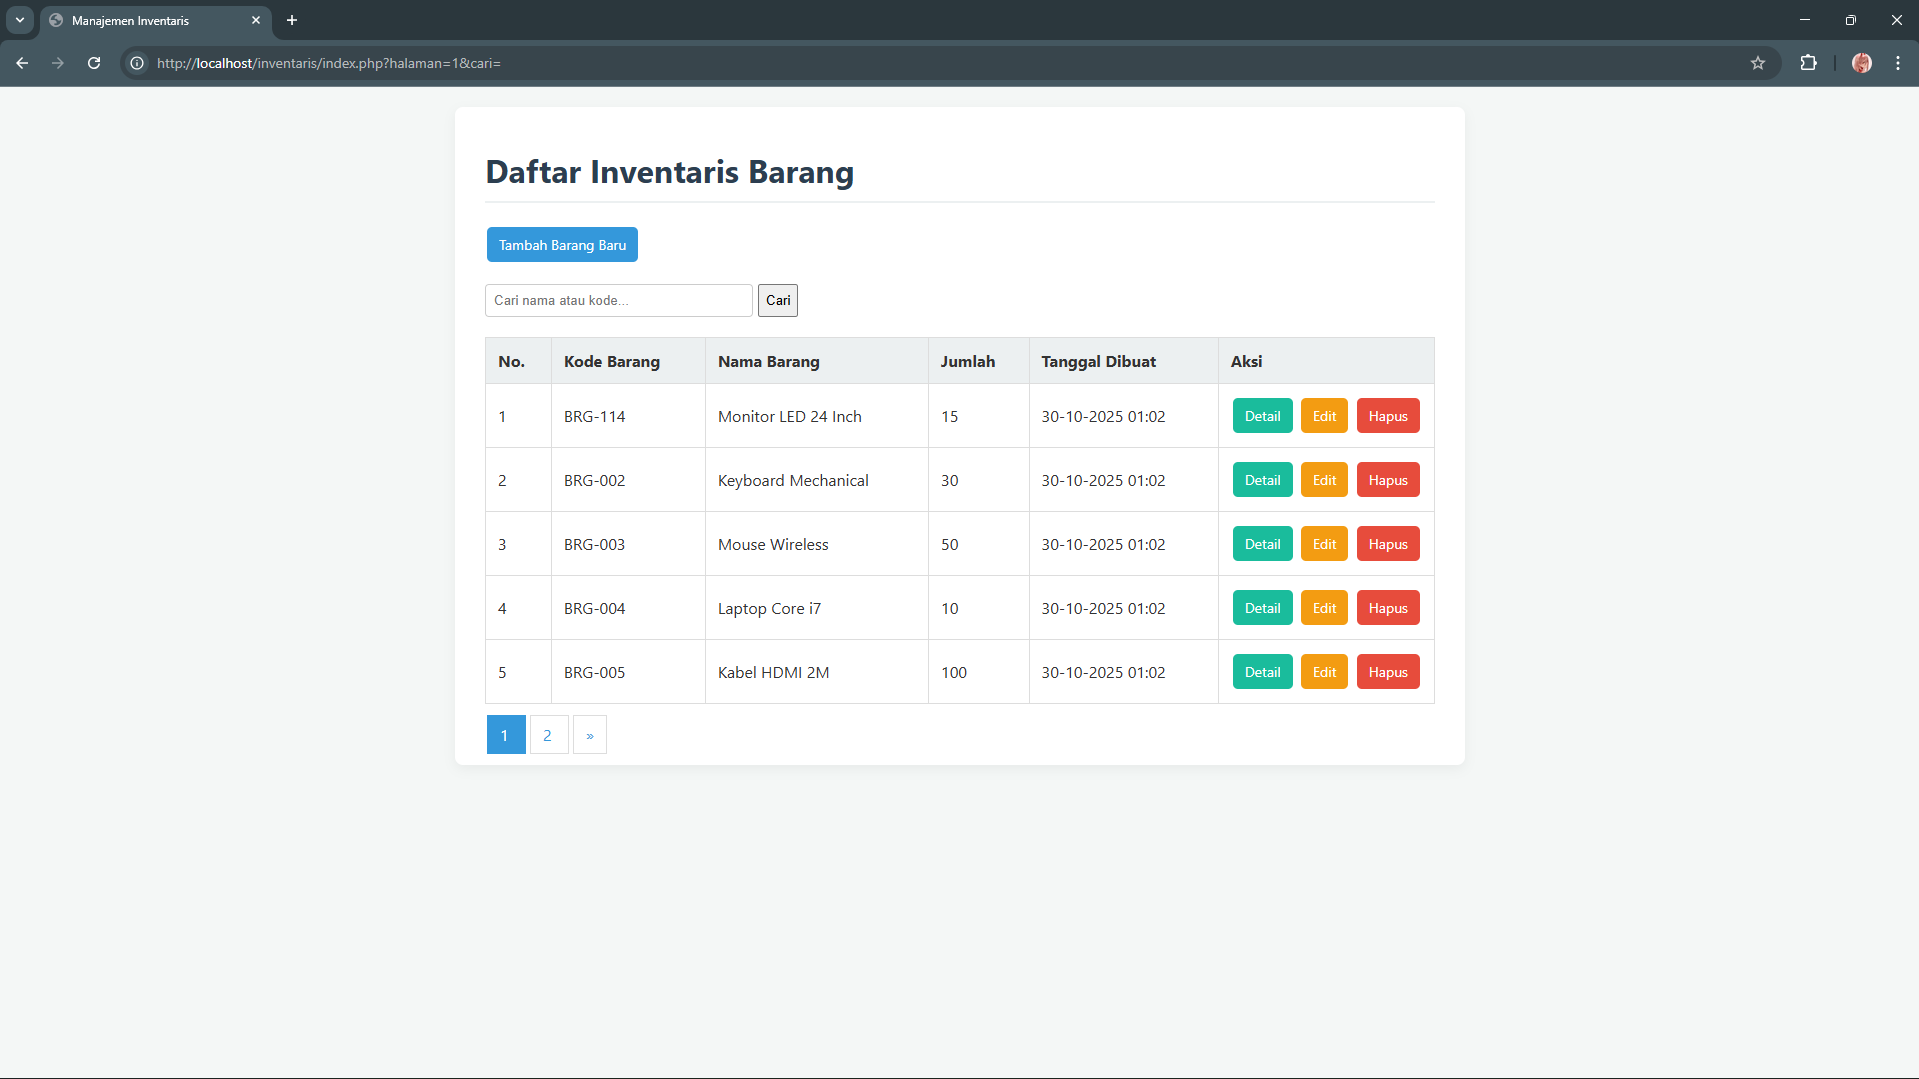 Manajemen Inventaris
http://localhost/inventaris/index.php?halaman=1&cari=
Daftar Inventaris Barang
Tambah Barang Baru
Cari nama atau kode... Cari
No. Kode Barang Nama Barang Jumlah Tanggal Dibuat Aksi
1 BRG-114 Monitor LED 24 Inch 15 30-10-2025 01:02 Detail Edit Hapus
2 BRG-002 Keyboard Mechanical 30 30-10-2025 01:02 Detail Edit Hapus
3 BRG-003 Mouse Wireless 50 30-10-2025 01:02 Detail Edit Hapus
4 BRG-004 Laptop Core i7 10 30-10-2025 01:02 Detail Edit Hapus
5 BRG-005 Kabel HDMI 2M 100 30-10-2025 01:02 Detail Edit Hapus
1 2 »